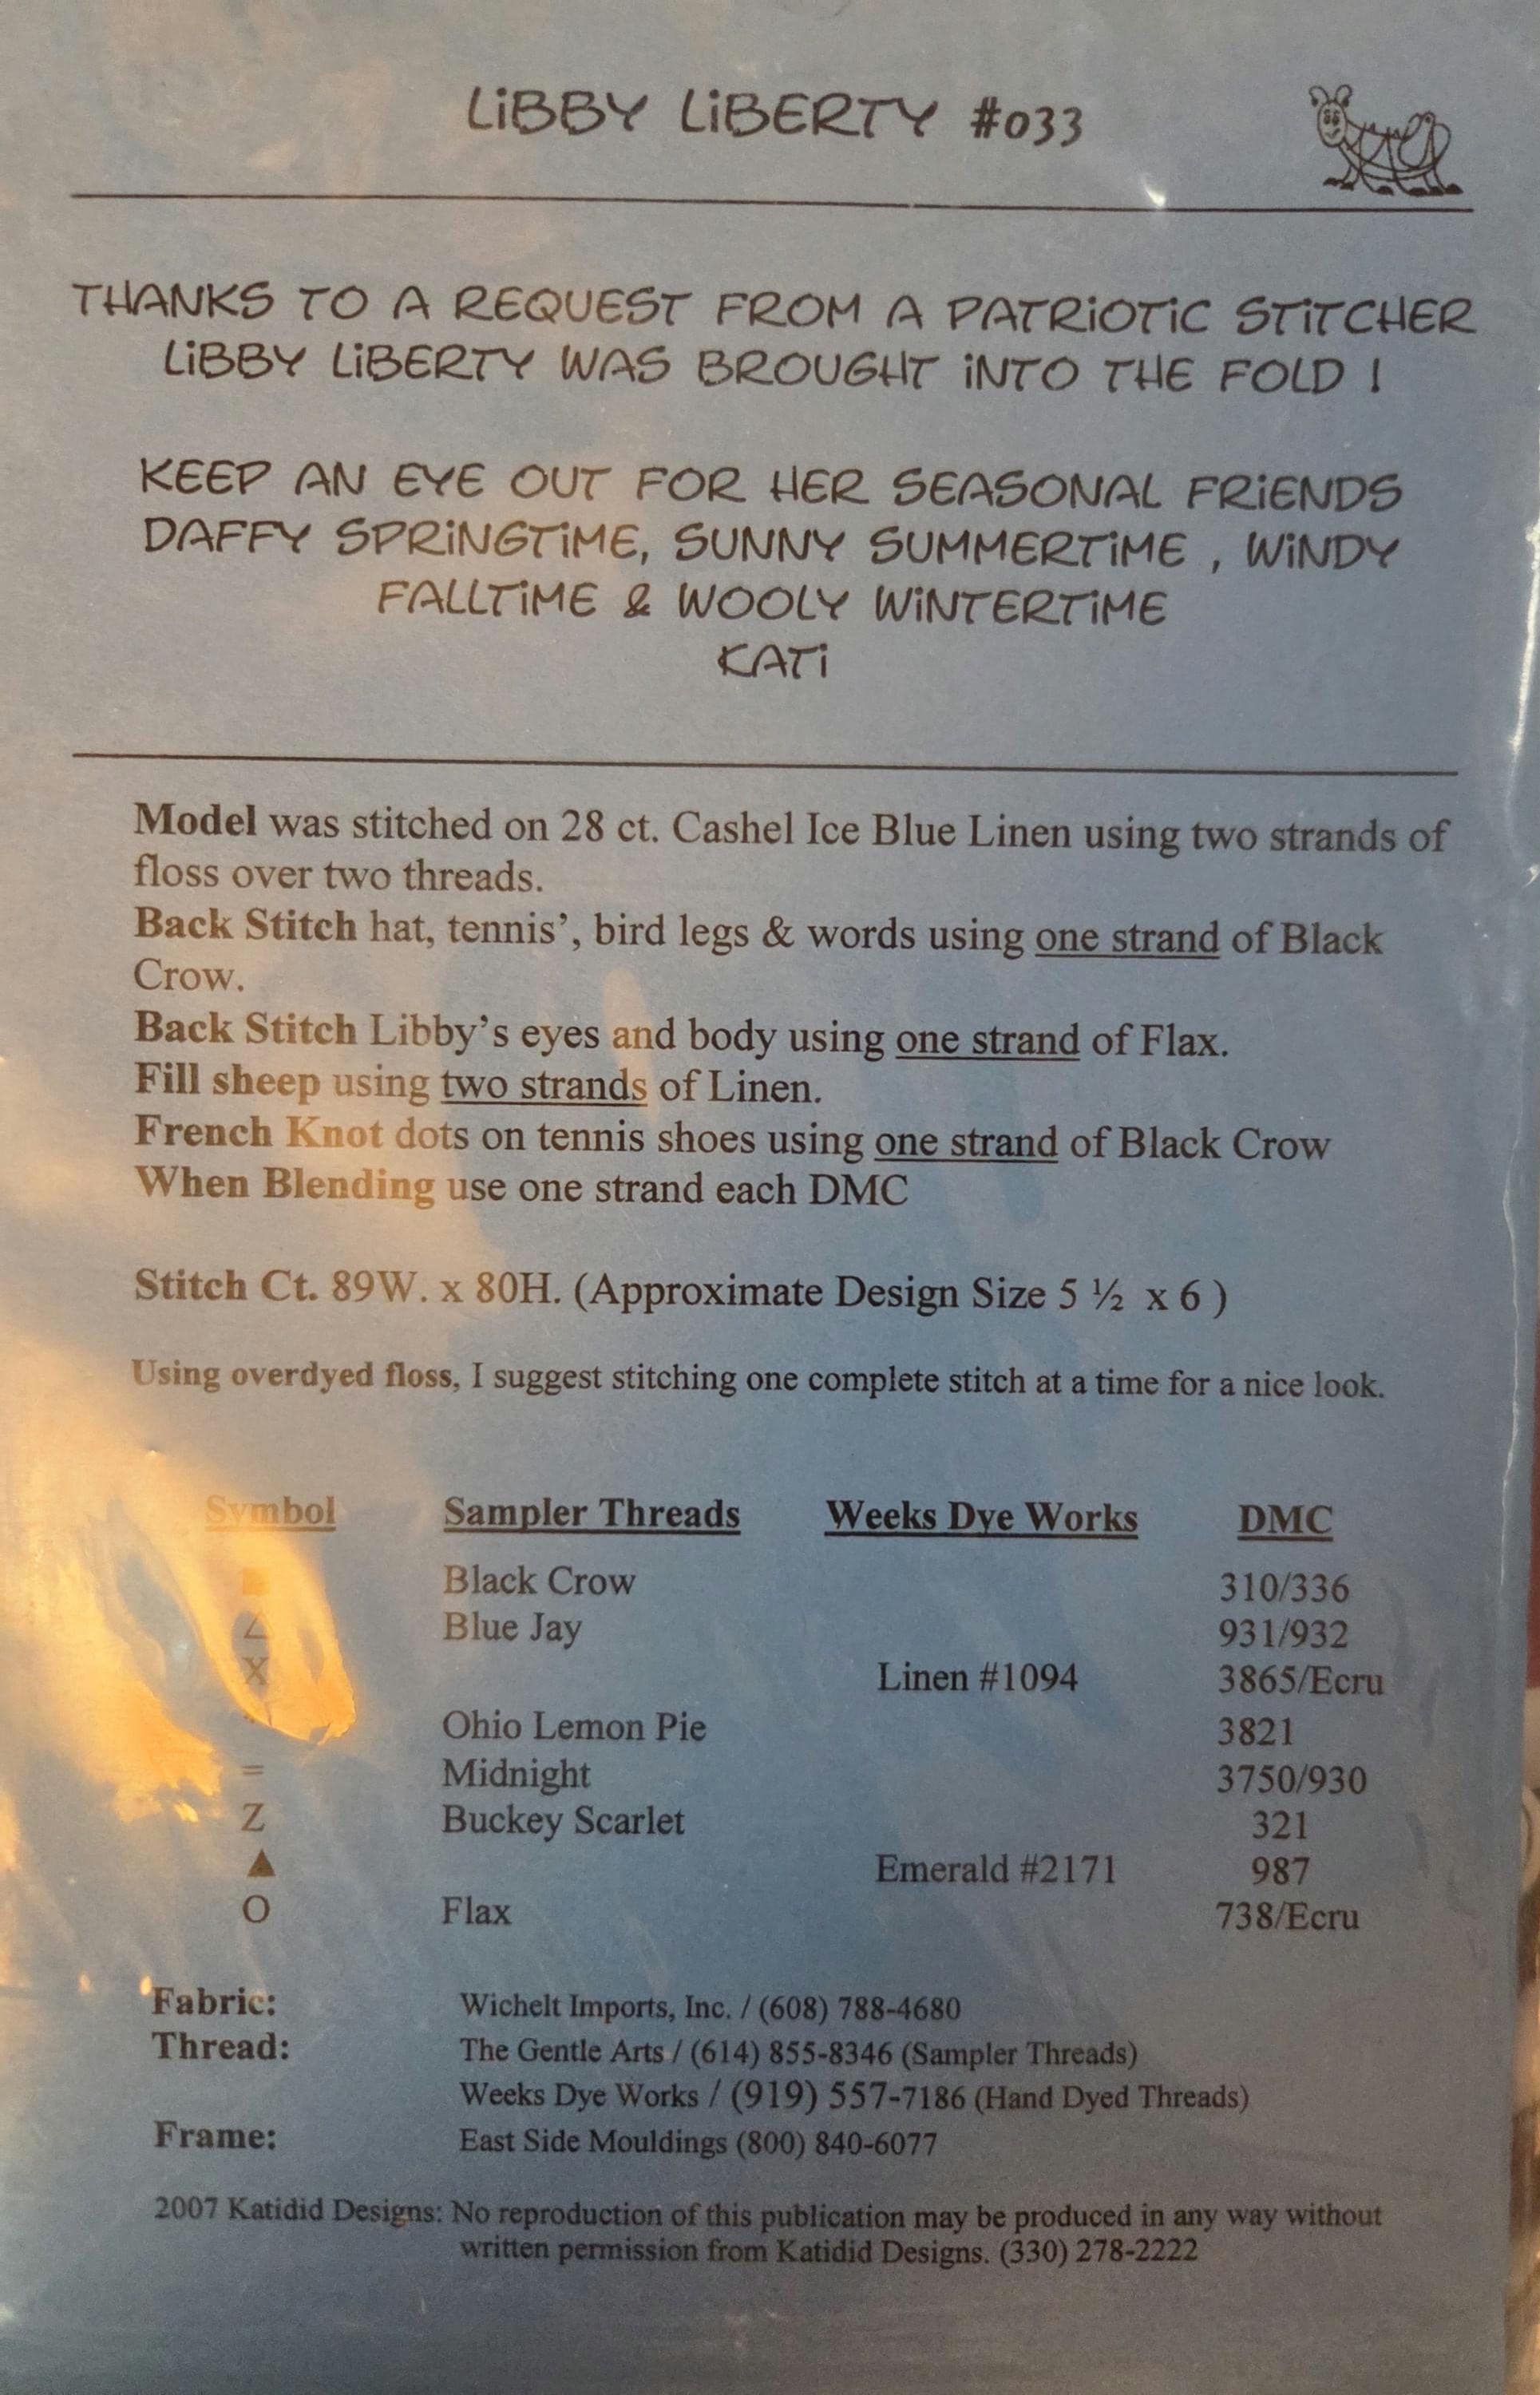 LiBBY LiBERTY #033
THANKS TO A REQUEST FROM A PATRiOTiC STiTCHER
LiBBY LiBERTY WAS BROUGHT iNTO THE FOLD !
KEEP AN EYE OUT FOR HER SEASONAL FRiENDS
DAFFY SPRiNGTiME, SUNNY SUMMERTiME , WiNDY
FALLTiME & WOOLY WiNTERTiME
KATi
Model was stitched on 28 ct. Cashel Ice Blue Linen using two strands of
floss over two threads.
Back Stitch hat, tennis’, bird legs & words using one strand of Black
Crow.
Back Stitch Libby’s eyes and body using one strand of Flax.
Fill sheep using two strands of Linen.
French Knot dots on tennis shoes using one strand of Black Crow
When Blending use one strand each DMC
Stitch Ct. 89W. x 80H. (Approximate Design Size 5 ½ x 6 )
Using overdyed floss, I suggest stitching one complete stitch at a time for a nice look.
Symbol Sampler Threads Weeks Dye Works DMC
■ Black Crow 310/336
△ Blue Jay 931/932
X Linen #1094 3865/Ecru
Ohio Lemon Pie 3821
= Midnight 3750/930
Z Buckey Scarlet 321
▲ Emerald #2171 987
O Flax 738/Ecru
Fabric: Wichelt Imports, Inc. / (608) 788-4680
Thread: The Gentle Arts / (614) 855-8346 (Sampler Threads)
Weeks Dye Works / (919) 557-7186 (Hand Dyed Threads)
Frame: East Side Mouldings (800) 840-6077
2007 Katidid Designs: No reproduction of this publication may be produced in any way without
written permission from Katidid Designs. (330) 278-2222